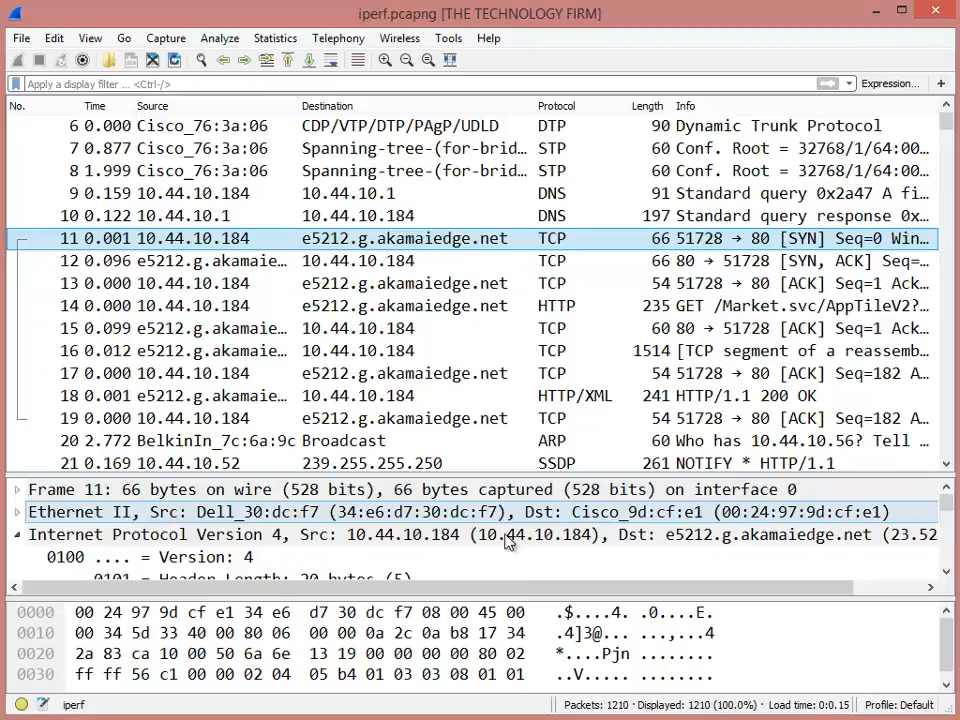 iperf.pcapng [THE TECHNOLOGY FIRM]
File Edit View Go Capture Analyze Statistics Telephony Wireless Tools Help
Apply a display filter ... <Ctrl-/> Expression... +
No. Time Source Destination Protocol Length Info
6 0.000 Cisco_76:3a:06 CDP/VTP/DTP/PAgP/UDLD DTP 90 Dynamic Trunk Protocol
7 0.877 Cisco_76:3a:06 Spanning-tree-(for-brid... STP 60 Conf. Root = 32768/1/64:00...
8 1.999 Cisco_76:3a:06 Spanning-tree-(for-brid... STP 60 Conf. Root = 32768/1/64:00...
9 0.159 10.44.10.184 10.44.10.1 DNS 91 Standard query 0x2a47 A fi...
10 0.122 10.44.10.1 10.44.10.184 DNS 197 Standard query response 0x...
11 0.001 10.44.10.184 e5212.g.akamaiedge.net TCP 66 51728 → 80 [SYN] Seq=0 Win...
12 0.096 e5212.g.akamaie... 10.44.10.184 TCP 66 80 → 51728 [SYN, ACK] Seq=...
13 0.000 10.44.10.184 e5212.g.akamaiedge.net TCP 54 51728 → 80 [ACK] Seq=1 Ack...
14 0.000 10.44.10.184 e5212.g.akamaiedge.net HTTP 235 GET /Market.svc/AppTileV2?...
15 0.099 e5212.g.akamaie... 10.44.10.184 TCP 60 80 → 51728 [ACK] Seq=1 Ack...
16 0.012 e5212.g.akamaie... 10.44.10.184 TCP 1514 [TCP segment of a reassemb...
17 0.000 10.44.10.184 e5212.g.akamaiedge.net TCP 54 51728 → 80 [ACK] Seq=182 A...
18 0.001 e5212.g.akamaie... 10.44.10.184 HTTP/XML 241 HTTP/1.1 200 OK
19 0.000 10.44.10.184 e5212.g.akamaiedge.net TCP 54 51728 → 80 [ACK] Seq=182 A...
20 2.772 BelkinIn_7c:6a:9c Broadcast ARP 60 Who has 10.44.10.56? Tell ...
21 0.169 10.44.10.52 239.255.255.250 SSDP 261 NOTIFY * HTTP/1.1
Frame 11: 66 bytes on wire (528 bits), 66 bytes captured (528 bits) on interface 0
Ethernet II, Src: Dell_30:dc:f7 (34:e6:d7:30:dc:f7), Dst: Cisco_9d:cf:e1 (00:24:97:9d:cf:e1)
Internet Protocol Version 4, Src: 10.44.10.184 (10.44.10.184), Dst: e5212.g.akamaiedge.net (23.52
0100 .... = Version: 4
.... 0101 = Header Length: 20 bytes (5)
0000 00 24 97 9d cf e1 34 e6 d7 30 dc f7 08 00 45 00 .$....4. .0....E.
0010 00 34 5d 33 40 00 80 06 00 00 0a 2c 0a b8 17 34 .4]3@... ...,...4
0020 2a 83 ca 10 00 50 6a 6e 13 19 00 00 00 00 80 02 *....Pjn ........
0030 ff ff 56 c1 00 00 02 04 05 b4 01 03 03 08 01 01 ..V..... ........
iperf Packets: 1210 · Displayed: 1210 (100.0%) · Load time: 0:0.15 Profile: Default